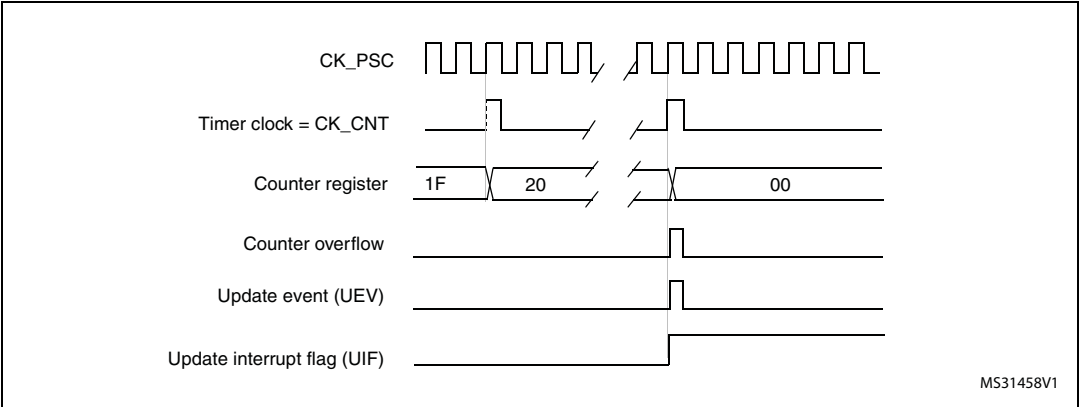 CK_PSC
Timer clock = CK_CNT
Counter register 1F 20 00
Counter overflow
Update event (UEV)
Update interrupt flag (UIF)
MS31458V1